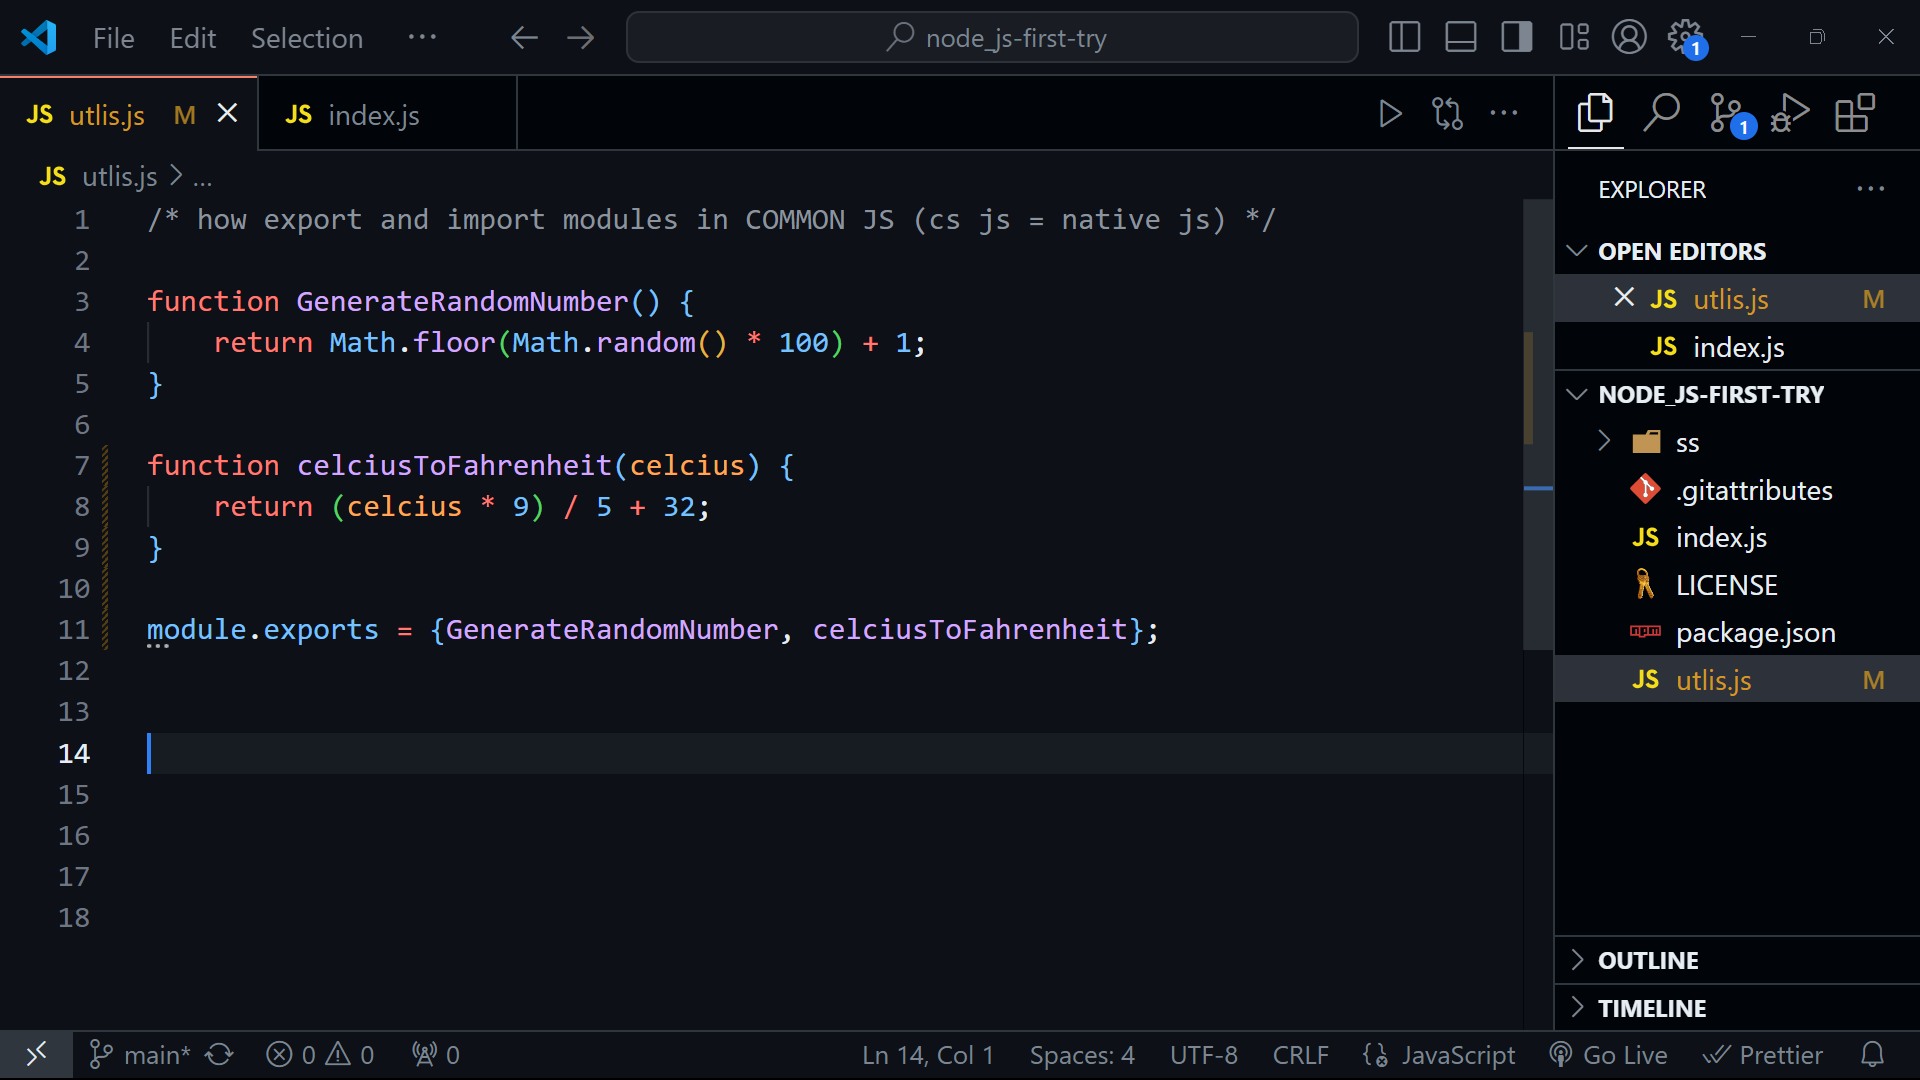 File Edit Selection ··· node_js-first-try 1
JS utlis.js M JS index.js ··· 1
JS utlis.js > ...
EXPLORER ···
1 /* how export and import modules in COMMON JS (cs js = native js) */
2
3 function GenerateRandomNumber() {
4 return Math.floor(Math.random() * 100) + 1;
5 }
6
7 function celciusToFahrenheit(celcius) {
8 return (celcius * 9) / 5 + 32;
9 }
10
11 module.exports = {GenerateRandomNumber, celciusToFahrenheit};
12
13
14
15
16
17
18
OPEN EDITORS
JS utlis.js M
JS index.js
NODE_JS-FIRST-TRY
ss
.gitattributes
JS index.js
LICENSE
npm package.json
JS utlis.js M
OUTLINE
TIMELINE
main* 0 0 0 Ln 14, Col 1 Spaces: 4 UTF-8 CRLF JavaScript Go Live Prettier